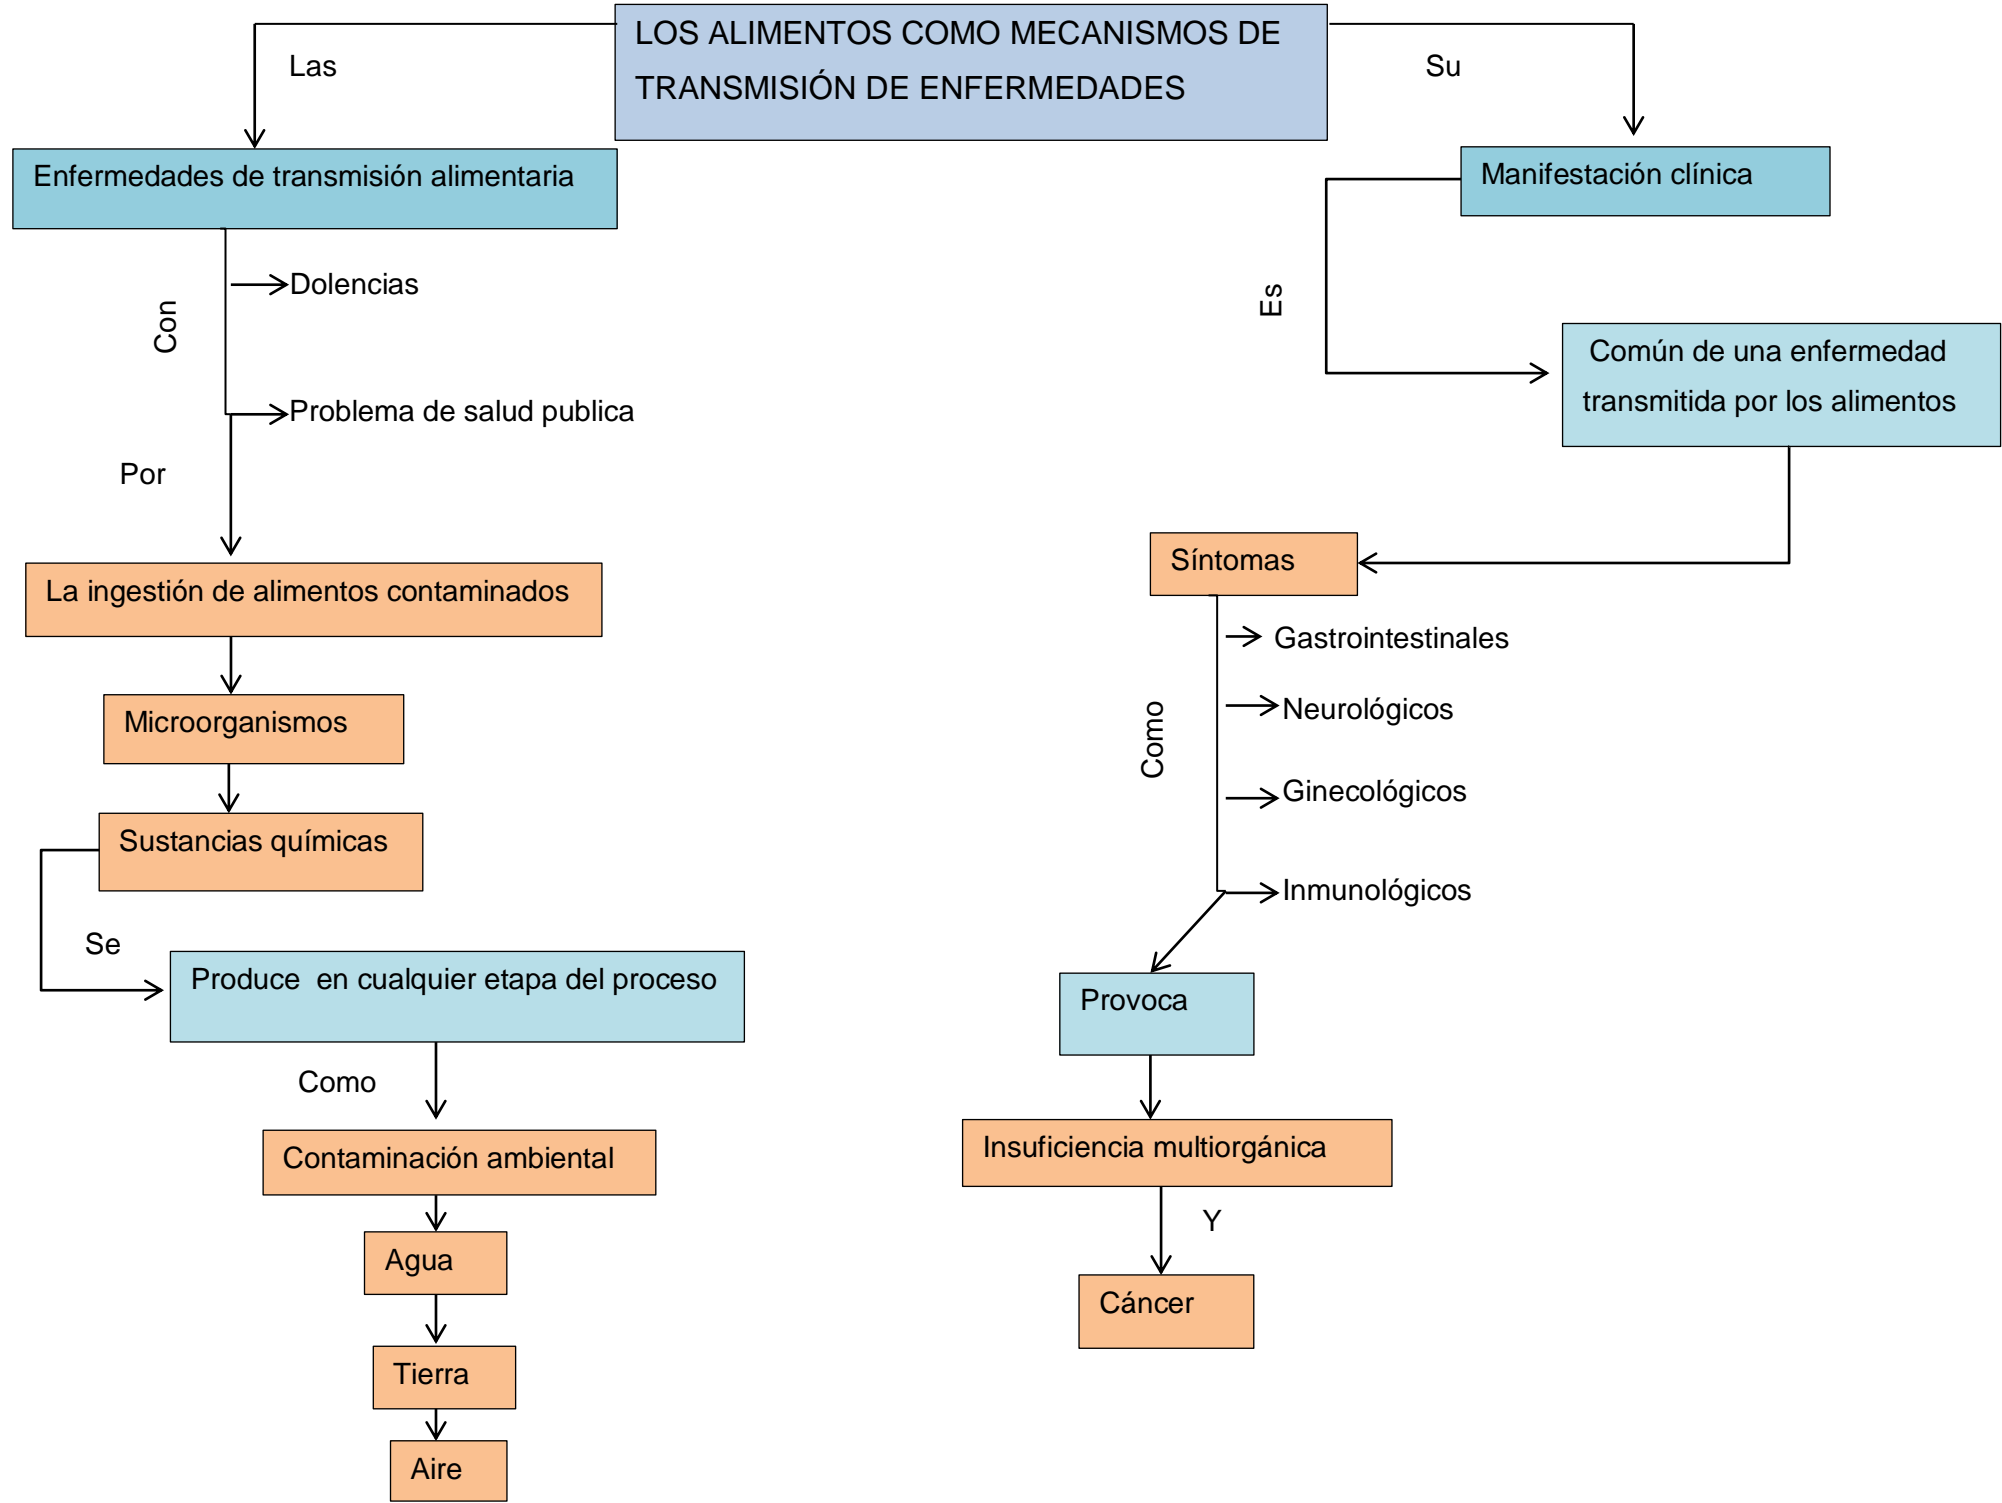 LOS ALIMENTOS COMO MECANISMOS DE
TRANSMISIÓN DE ENFERMEDADES
Las
Enfermedades de transmisión alimentaria
Con
Dolencias
Problema de salud publica
Por
La ingestión de alimentos contaminados
Microorganismos
Sustancias químicas
Se
Produce en cualquier etapa del proceso
Como
Contaminación ambiental
Agua
Tierra
Aire
Su
Manifestación clínica
Es
Común de una enfermedad
transmitida por los alimentos
Síntomas
Como
Gastrointestinales
Neurológicos
Ginecológicos
Inmunológicos
Provoca
Insuficiencia multiorgánica
Y
Cáncer